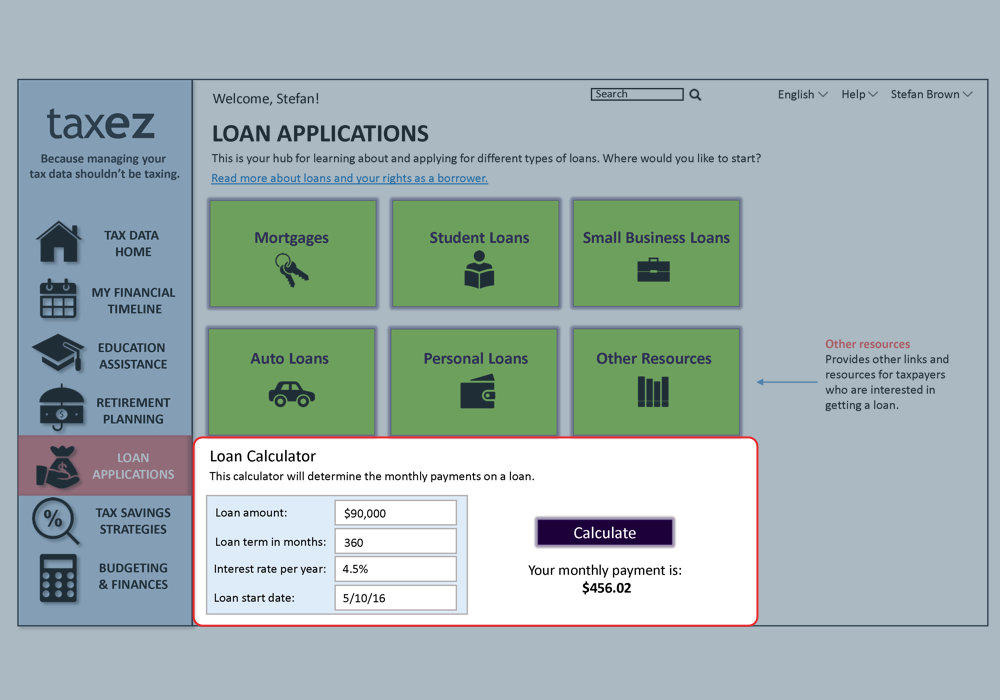 taxez
Because managing your
tax data shouldn't be taxing.
TAX DATA
HOME
MY FINANCIAL
TIMELINE
EDUCATION
ASSISTANCE
RETIREMENT
PLANNING
LOAN
APPLICATIONS
%
TAX SAVINGS
STRATEGIES
BUDGETING
& FINANCES
Welcome, Stefan!
Search
English
Help
Stefan Brown
LOAN APPLICATIONS
This is your hub for learning about and applying for different types of loans. Where would you like to start?
Read more about loans and your rights as a borrower.
Mortgages
Student Loans
Small Business Loans
Auto Loans
Personal Loans
Other Resources
Other resources
Provides other links and
resources for taxpayers
who are interested in
getting a loan.
Loan Calculator
This calculator will determine the monthly payments on a loan.
Loan amount: $90,000
Loan term in months: 360
Interest rate per year: 4.5%
Loan start date: 5/10/16
Calculate
Your monthly payment is:
$456.02